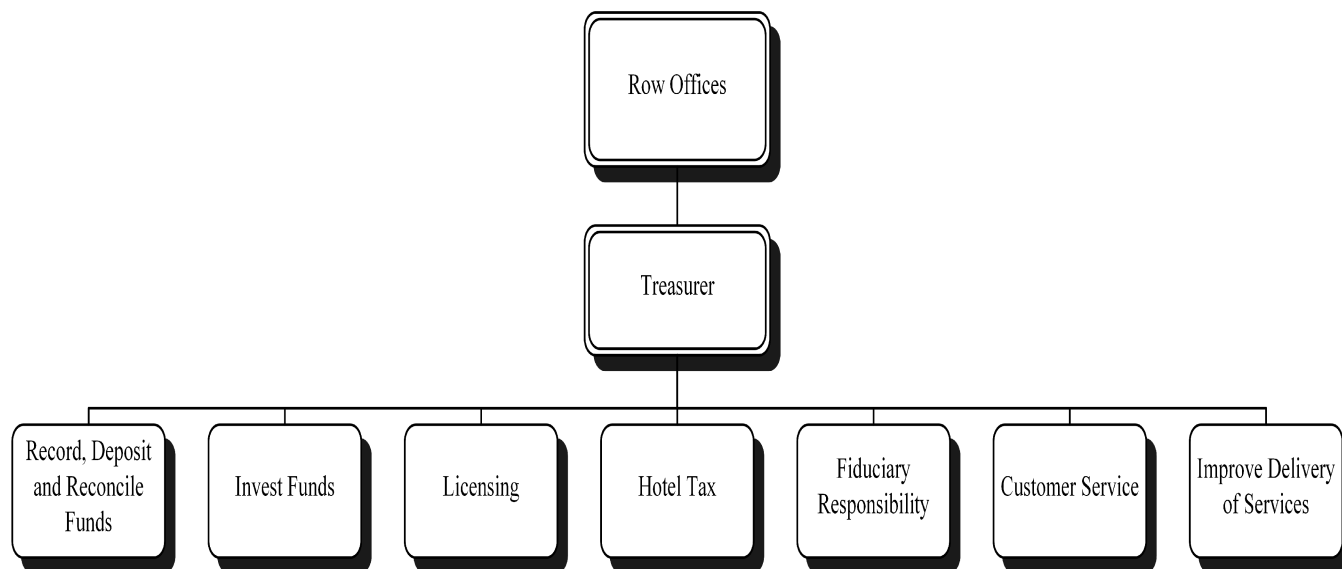 Row Offices
Treasurer
Record, Deposit
and Reconcile
Funds
Invest Funds
Licensing
Hotel Tax
Fiduciary
Responsibility
Customer Service
Improve Delivery
of Services